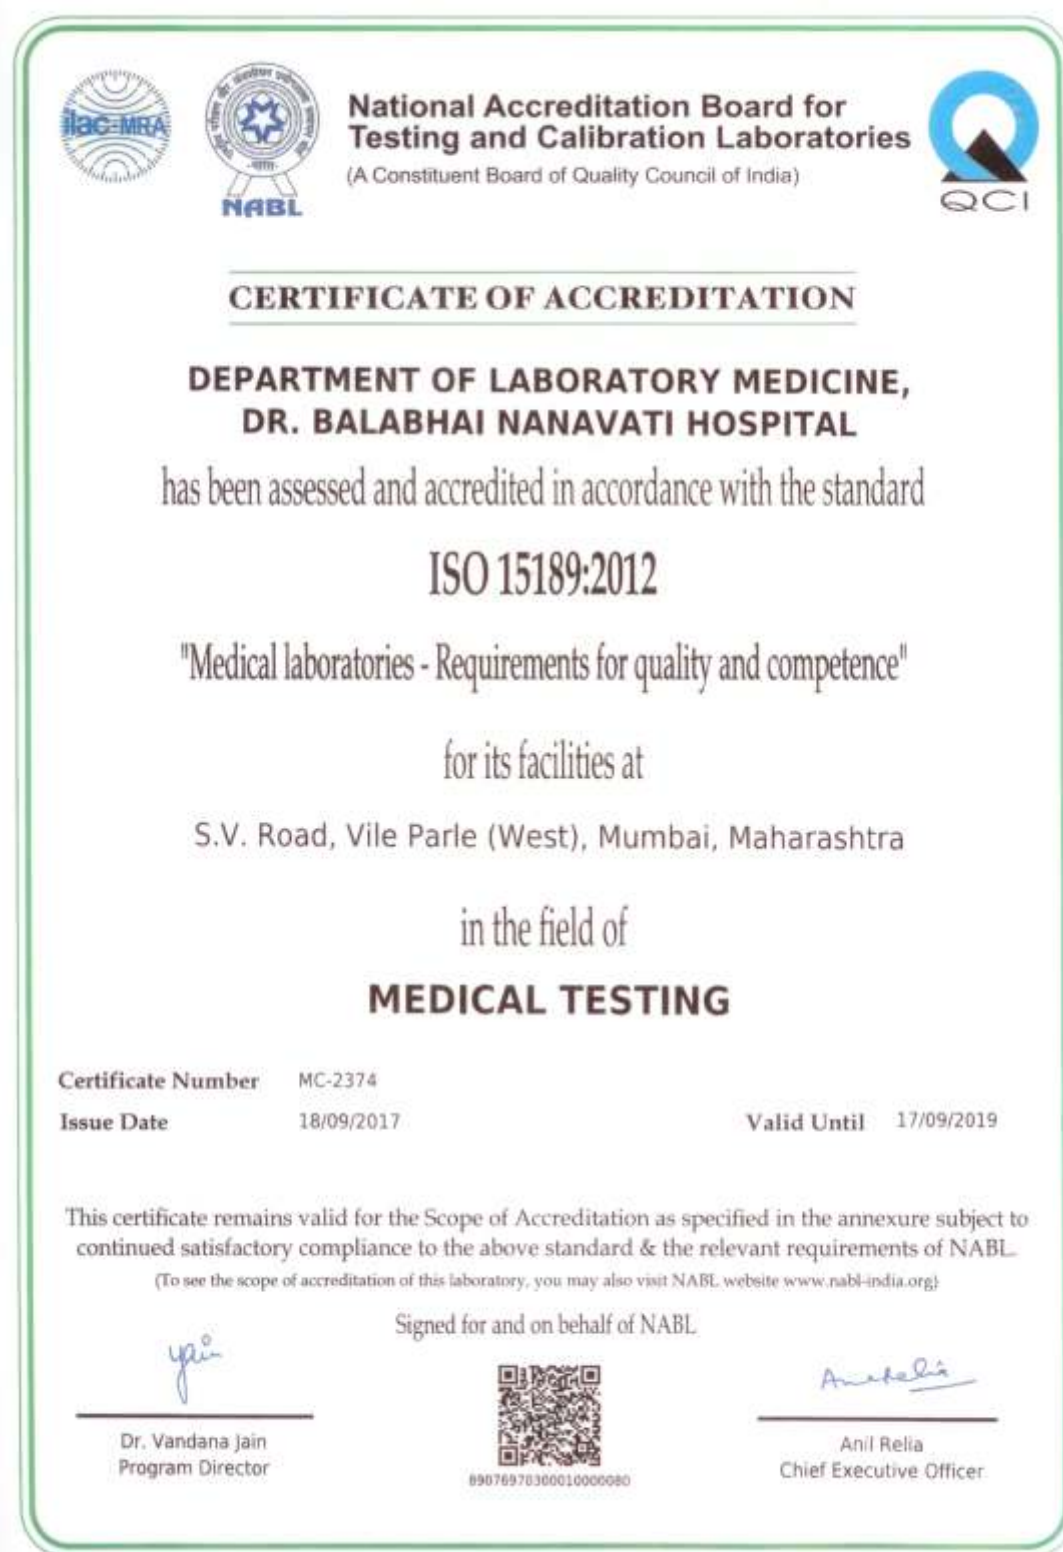 ilac-MRA
NABL
National Accreditation Board for
Testing and Calibration Laboratories
(A Constituent Board of Quality Council of India)
QCI
CERTIFICATE OF ACCREDITATION
DEPARTMENT OF LABORATORY MEDICINE,
DR. BALABHAI NANAVATI HOSPITAL
has been assessed and accredited in accordance with the standard
ISO 15189:2012
"Medical laboratories - Requirements for quality and competence"
for its facilities at
S.V. Road, Vile Parle (West), Mumbai, Maharashtra
in the field of
MEDICAL TESTING
Certificate Number MC-2374
Issue Date 18/09/2017 Valid Until 17/09/2019
This certificate remains valid for the Scope of Accreditation as specified in the annexure subject to
continued satisfactory compliance to the above standard & the relevant requirements of NABL.
(To see the scope of accreditation of this laboratory, you may also visit NABL website www.nabl-india.org)
Signed for and on behalf of NABL
Dr. Vandana Jain
Program Director
89076970300010000080
Anil Relia
Chief Executive Officer